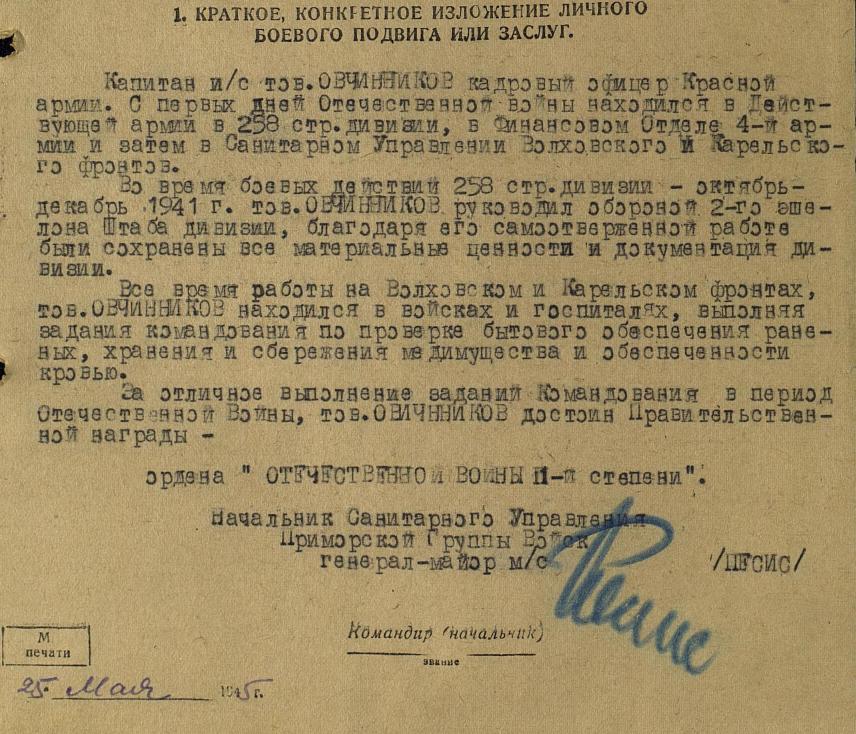 1. КРАТКОЕ, КОНКРЕТНОЕ ИЗЛОЖЕНИЕ ЛИЧНОГО
БОЕВОГО ПОДВИГА ИЛИ ЗАСЛУГ.
Капитан и/с тов.ОВЧИННИКОВ кадровый офицер Красной
армии. С первых дней Отечественной войны находился в Дейст-
вующей армии в 258 стр.дивизии, в Финансовом Отделе 4-й ар-
мии и затем в Санитарном Управлении Волховского и Карельско-
го фронтов.
Во время боевых действий 258 стр.дивизии - октябрь-
декабрь 1941 г. тов.ОВЧИННИКОВ руководил обороной 2-го эше-
лона Штаба дивизии, благодаря его самоотверженной работе
были сохранены все материальные ценности и документация ди-
визии.
Все время работы на Волховском и Карельском фронтах,
тов.ОВЧИННИКОВ находился в войсках и госпиталях, выполняя
задания командования по проверке бытового обеспечения ране-
ных, хранения и сбережения медимущества и обеспеченности
кровью.
За отличное выполнение заданий Командования в период
Отечественной Войны, тов.ОВЧИННИКОВ достоин Правительствен-
ной награды -
ордена " ОТЕЧЕСТВЕННОЙ ВОЙНЫ II-й степени".
Начальник Санитарного Управления
Приморской Группы Войск
генерал-майор м/с /ПЕСИС/
Песис
Командир (начальник)
звание
М
печати
25 Мая 1945 г.